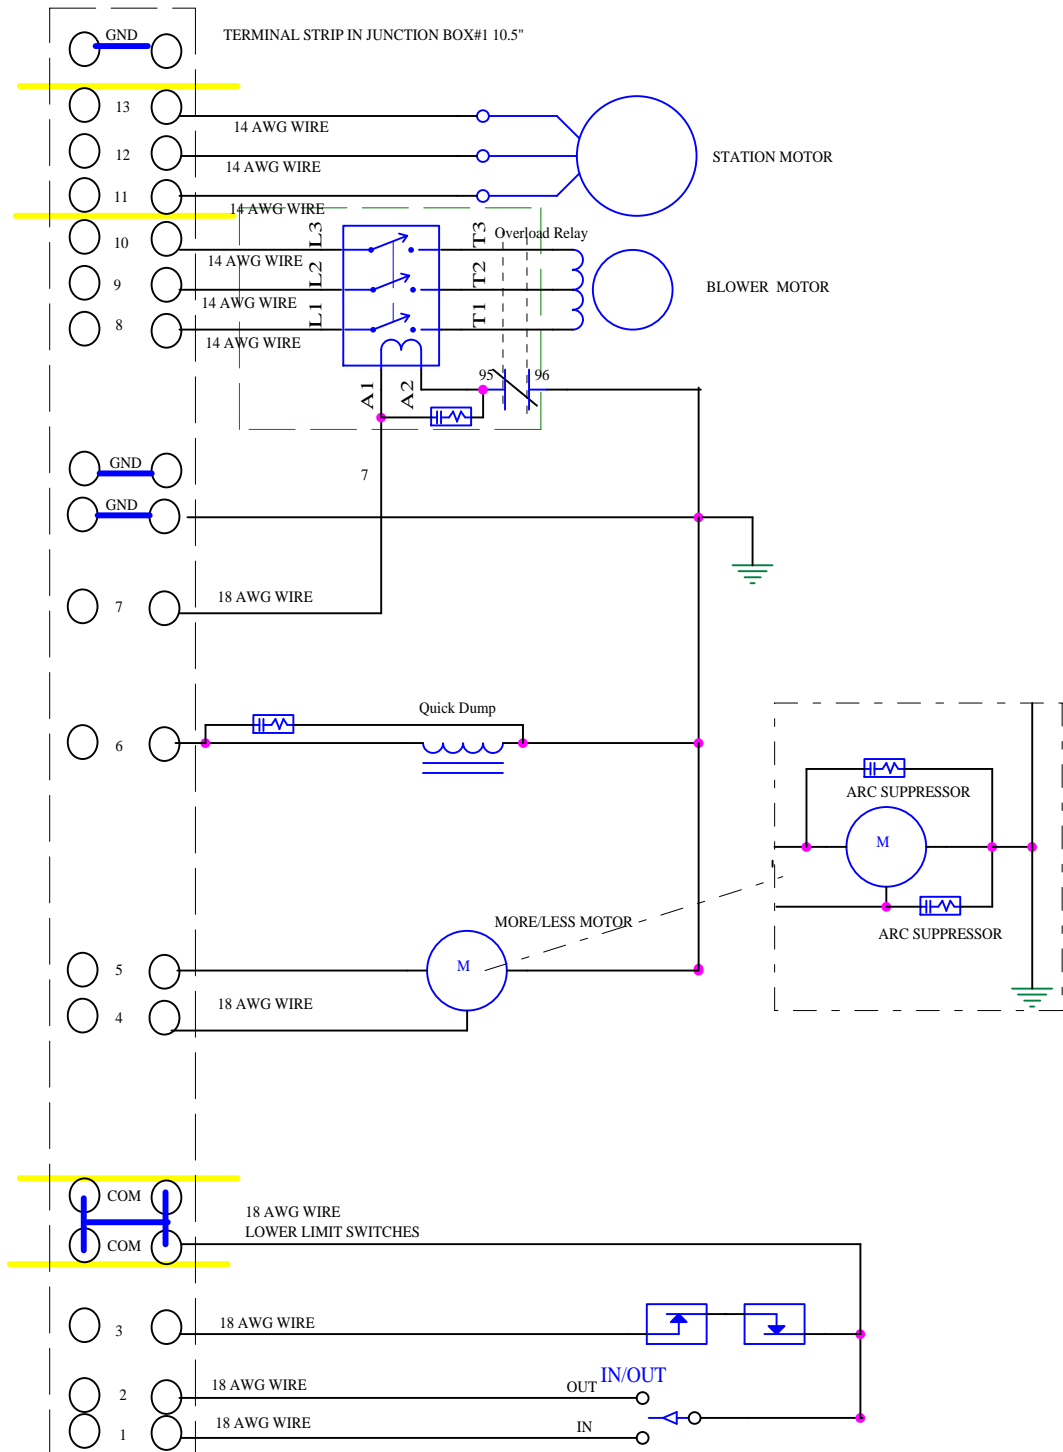 GND
TERMINAL STRIP IN JUNCTION BOX#1 10.5"
13
14 AWG WIRE
12
14 AWG WIRE
STATION MOTOR
11
14 AWG WIRE
10
L3
T3
Overload Relay
14 AWG WIRE
9
L2
T2
BLOWER MOTOR
14 AWG WIRE
8
L1
T1
14 AWG WIRE
A1
A2
95
96
GND
7
GND
7
18 AWG WIRE
Quick Dump
6
ARC SUPPRESSOR
M
MORE/LESS MOTOR
ARC SUPPRESSOR
5
M
18 AWG WIRE
4
COM
18 AWG WIRE
LOWER LIMIT SWITCHES
COM
3
18 AWG WIRE
IN/OUT
2
18 AWG WIRE
OUT
1
18 AWG WIRE
IN